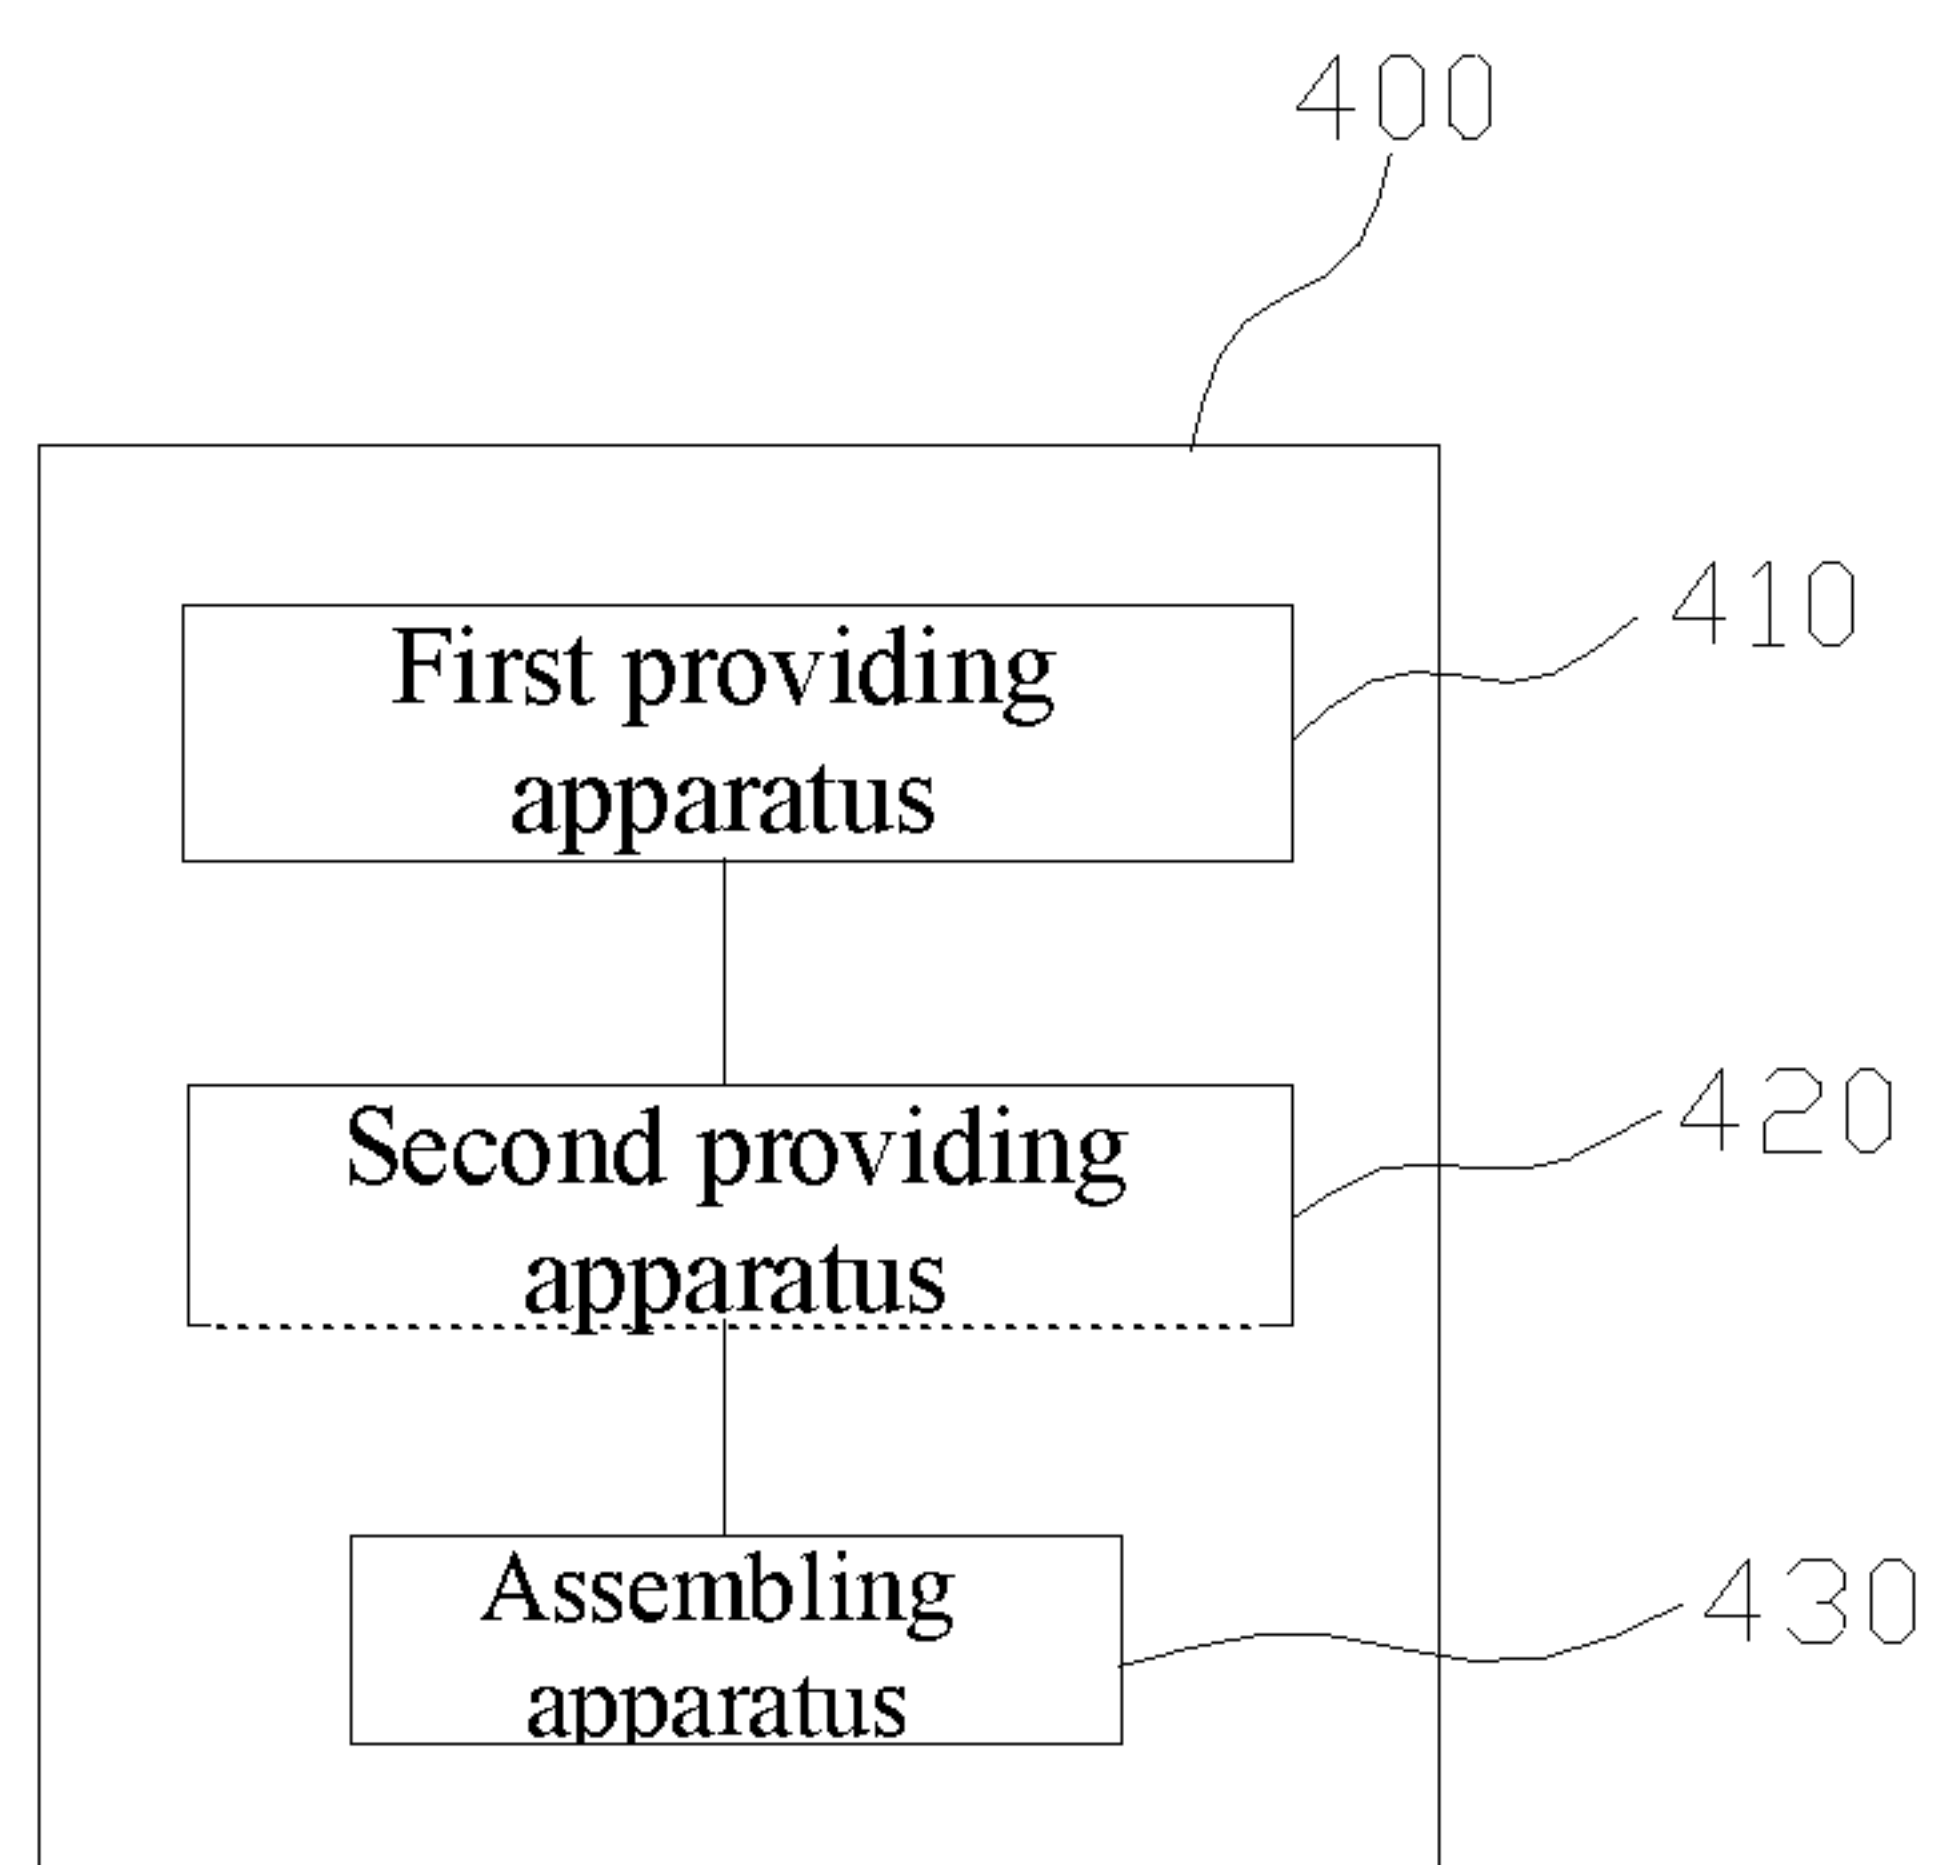 400
First providing
apparatus
410
Second providing
apparatus
420
Assembling
apparatus
430